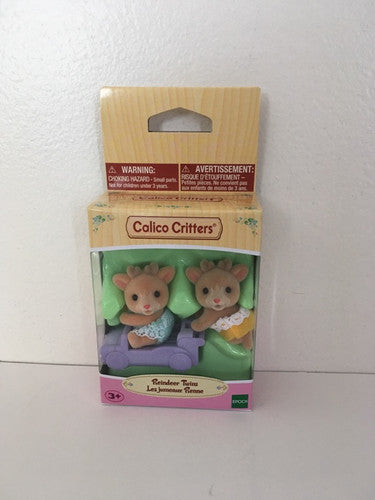 ⚠ WARNING:
CHOKING HAZARD - Small parts.
Not for children under 3 years.
⚠ AVERTISSEMENT:
RISQUE D'ÉTOUFFEMENT –
Petites pièces. Ne convient pas
aux enfants de moins de 3 ans.
Calico Critters®
Reindeer Twins
Les jumeaux Renne
3+
EPOCH